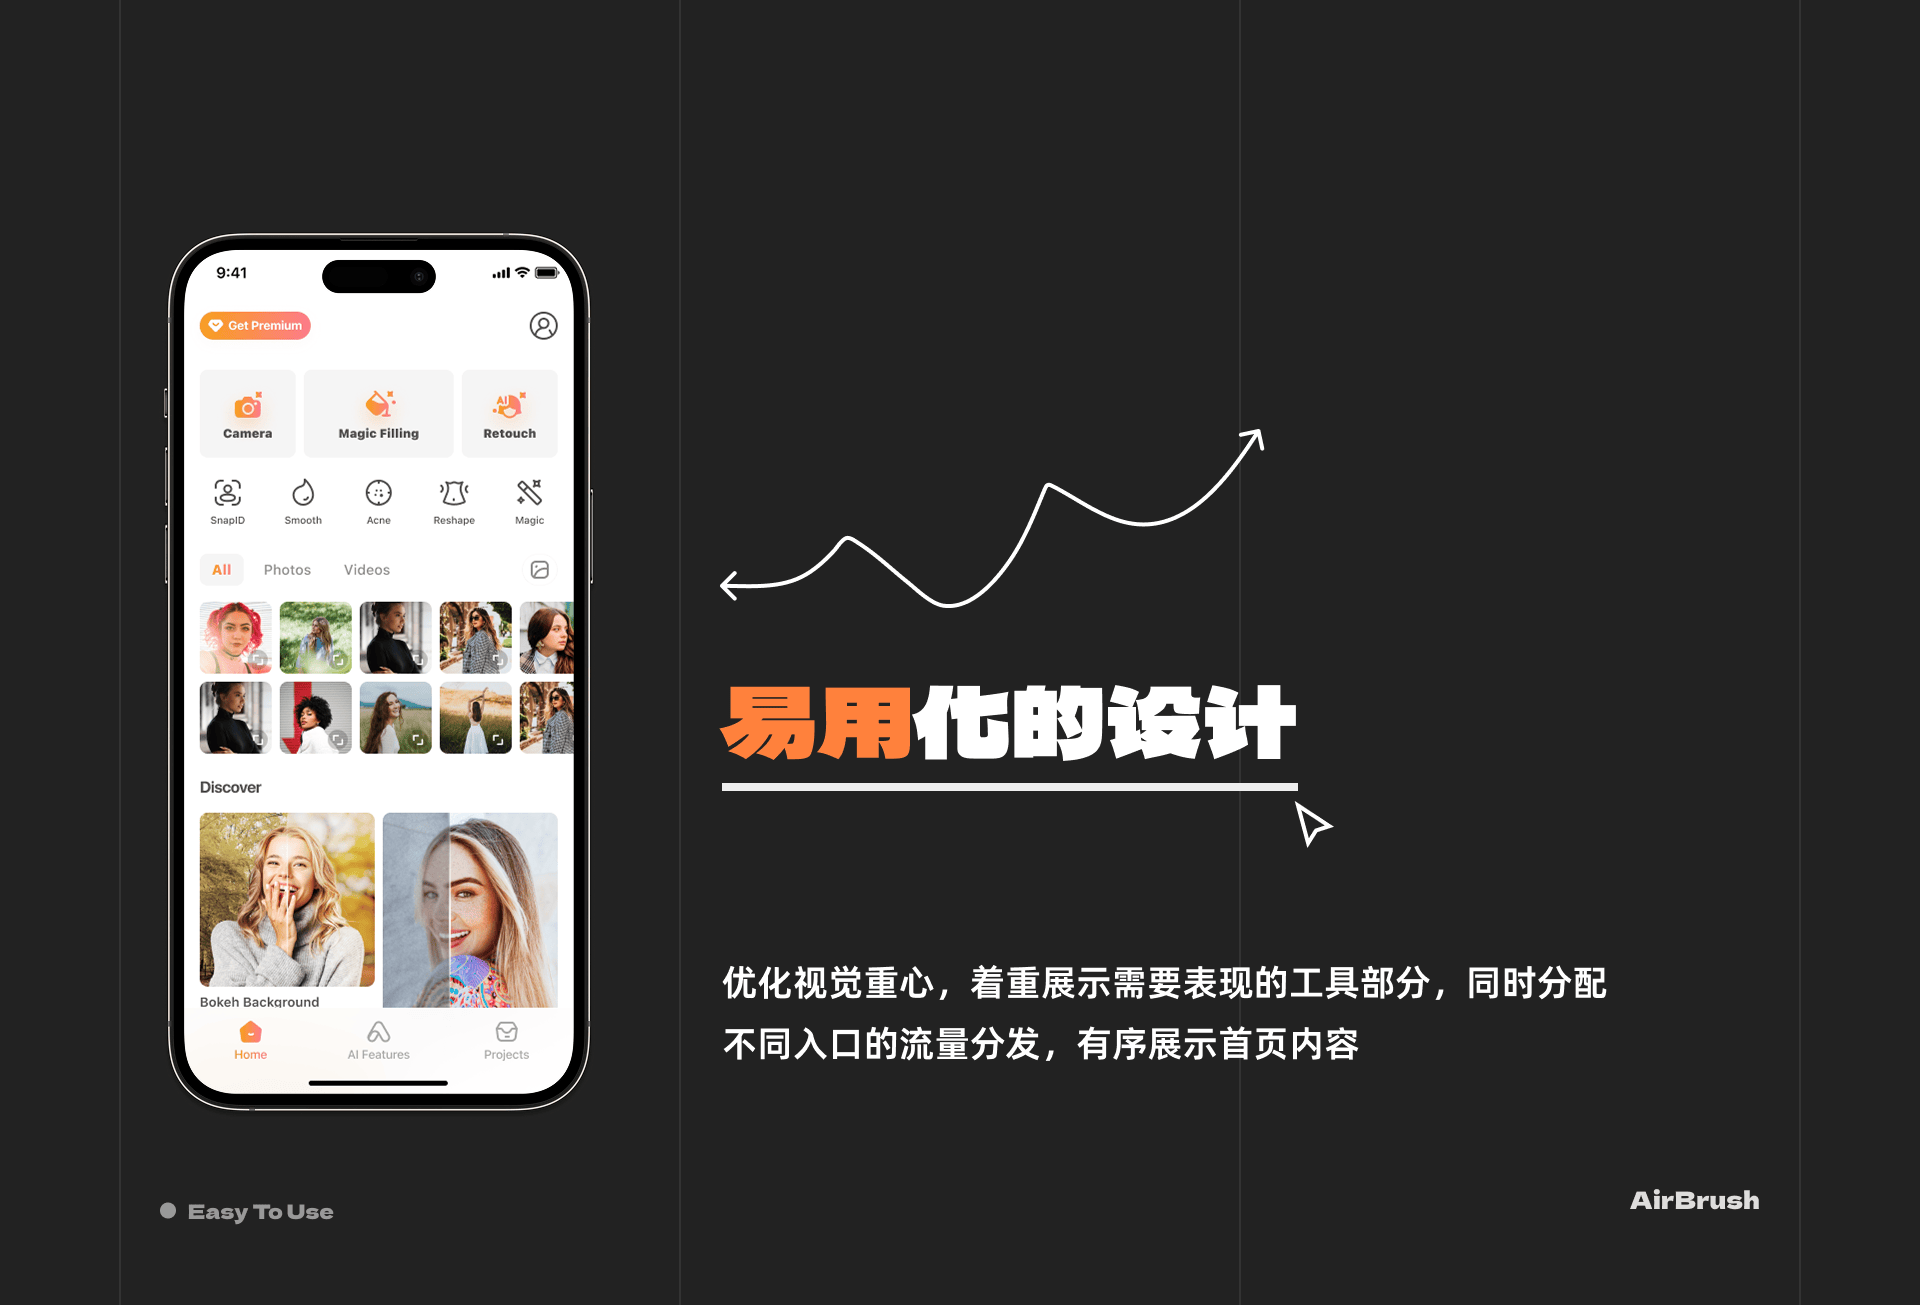 9:41
Get Premium
Camera
Magic Filling
AI
Retouch
SnapID
Smooth
Acne
Reshape
Magic
All
Photos
Videos
Discover
Bokeh Background
Home
AI Features
Projects
易用化的设计
优化视觉重心，着重展示需要表现的工具部分，同时分配
不同入口的流量分发，有序展示首页内容
Easy To Use
AirBrush